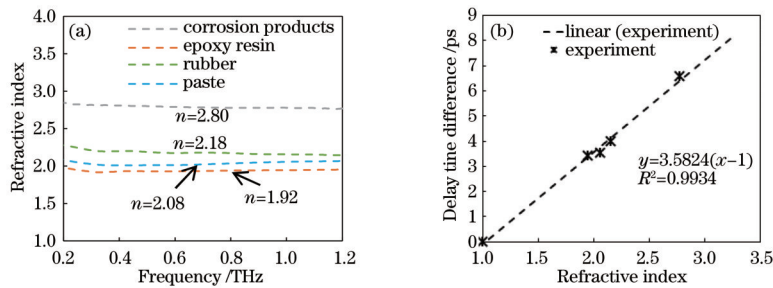 (a)
corrosion products
epoxy resin
rubber
paste
n=2.80
n=2.18
n=2.08
n=1.92
Refractive index
4.0
3.5
3.0
2.5
2.0
1.5
1.0
0.2
0.4
0.6
0.8
1.0
1.2
Frequency /THz
(b)
linear (experiment)
experiment
y=3.5824(x−1)
R²=0.9934
Delay tine difference /ps
9
8
7
6
5
4
3
2
1
0
1.0
1.5
2.0
2.5
3.0
3.5
Refractive index